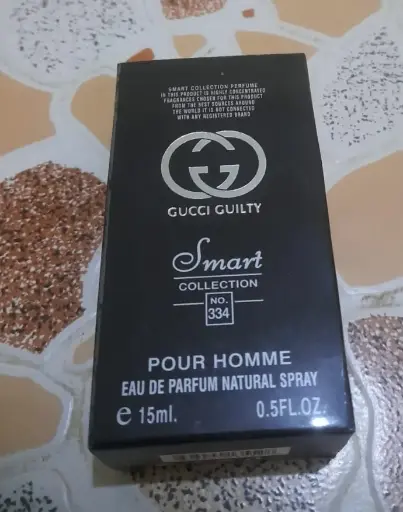 SMART COLLECTION PERFUME
IN THIS PRODUCT IS HIGHLY CONCENTRATED
FRAGRANCES CHOSEN FOR THIS PRODUCT
FROM THE BEST SOURCES AROUND
THE WORLD IT IS NOT CONNECTED
WITH ANY REGISTERED BRAND
GUCCI GUILTY
Smart
COLLECTION
NO.
334
POUR HOMME
EAU DE PARFUM NATURAL SPRAY
e 15ml. 0.5FL.OZ.